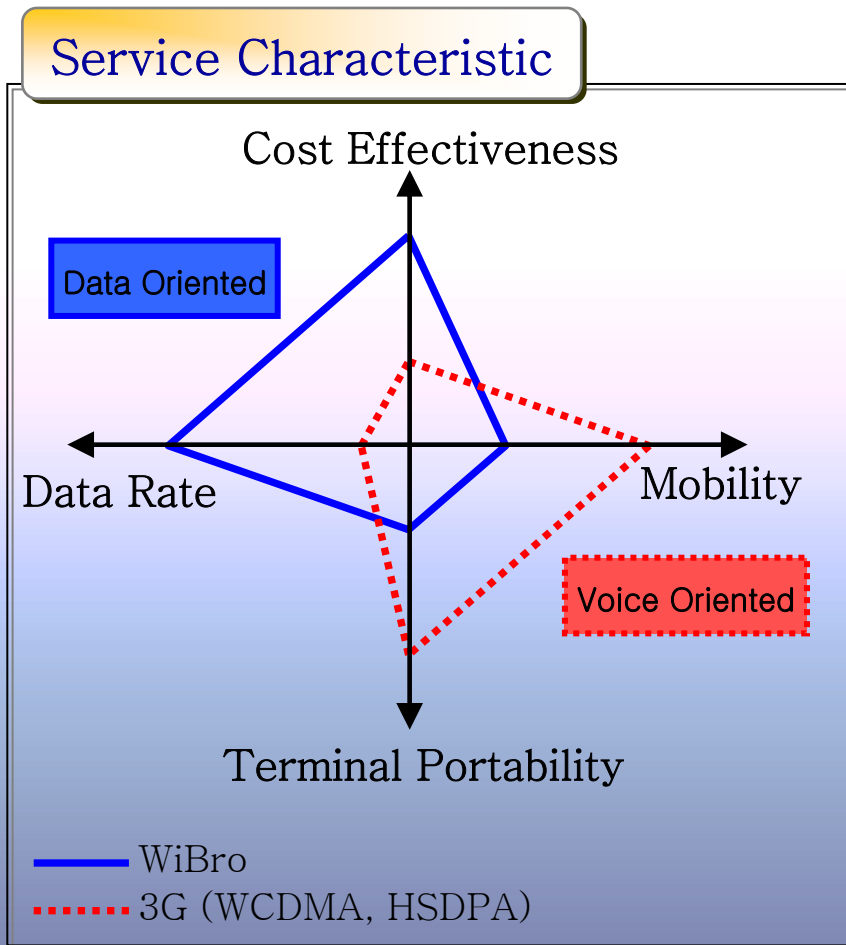 Service Characteristic
Cost Effectiveness
Data Oriented
Data Rate
Mobility
Voice Oriented
Terminal Portability
WiBro
3G (WCDMA, HSDPA)